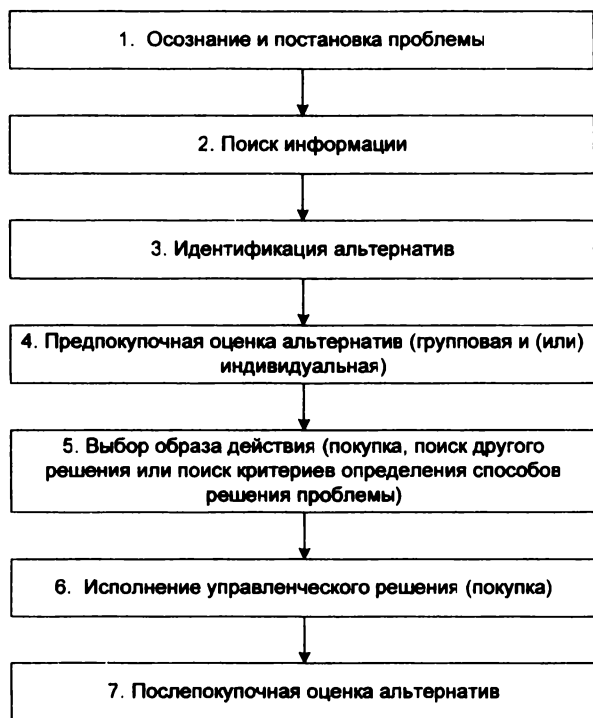 1. Осознание и постановка проблемы
2. Поиск информации
3. Идентификация альтернатив
4. Предпокупочная оценка альтернатив (групповая и (или)
индивидуальная)
5. Выбор образа действия (покупка, поиск другого
решения или поиск критериев определения способов
решения проблемы)
6. Исполнение управленческого решения (покупка)
7. Послепокупочная оценка альтернатив